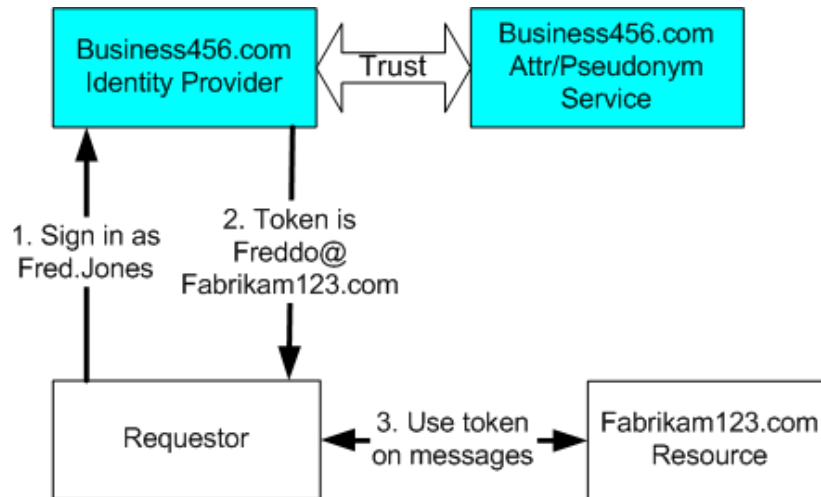 Business456.com
Identity Provider
Trust
Business456.com
Attr/Pseudonym
Service
1. Sign in as
Fred.Jones
2. Token is
Freddo@
Fabrikam123.com
Requestor
3. Use token
on messages
Fabrikam123.com
Resource